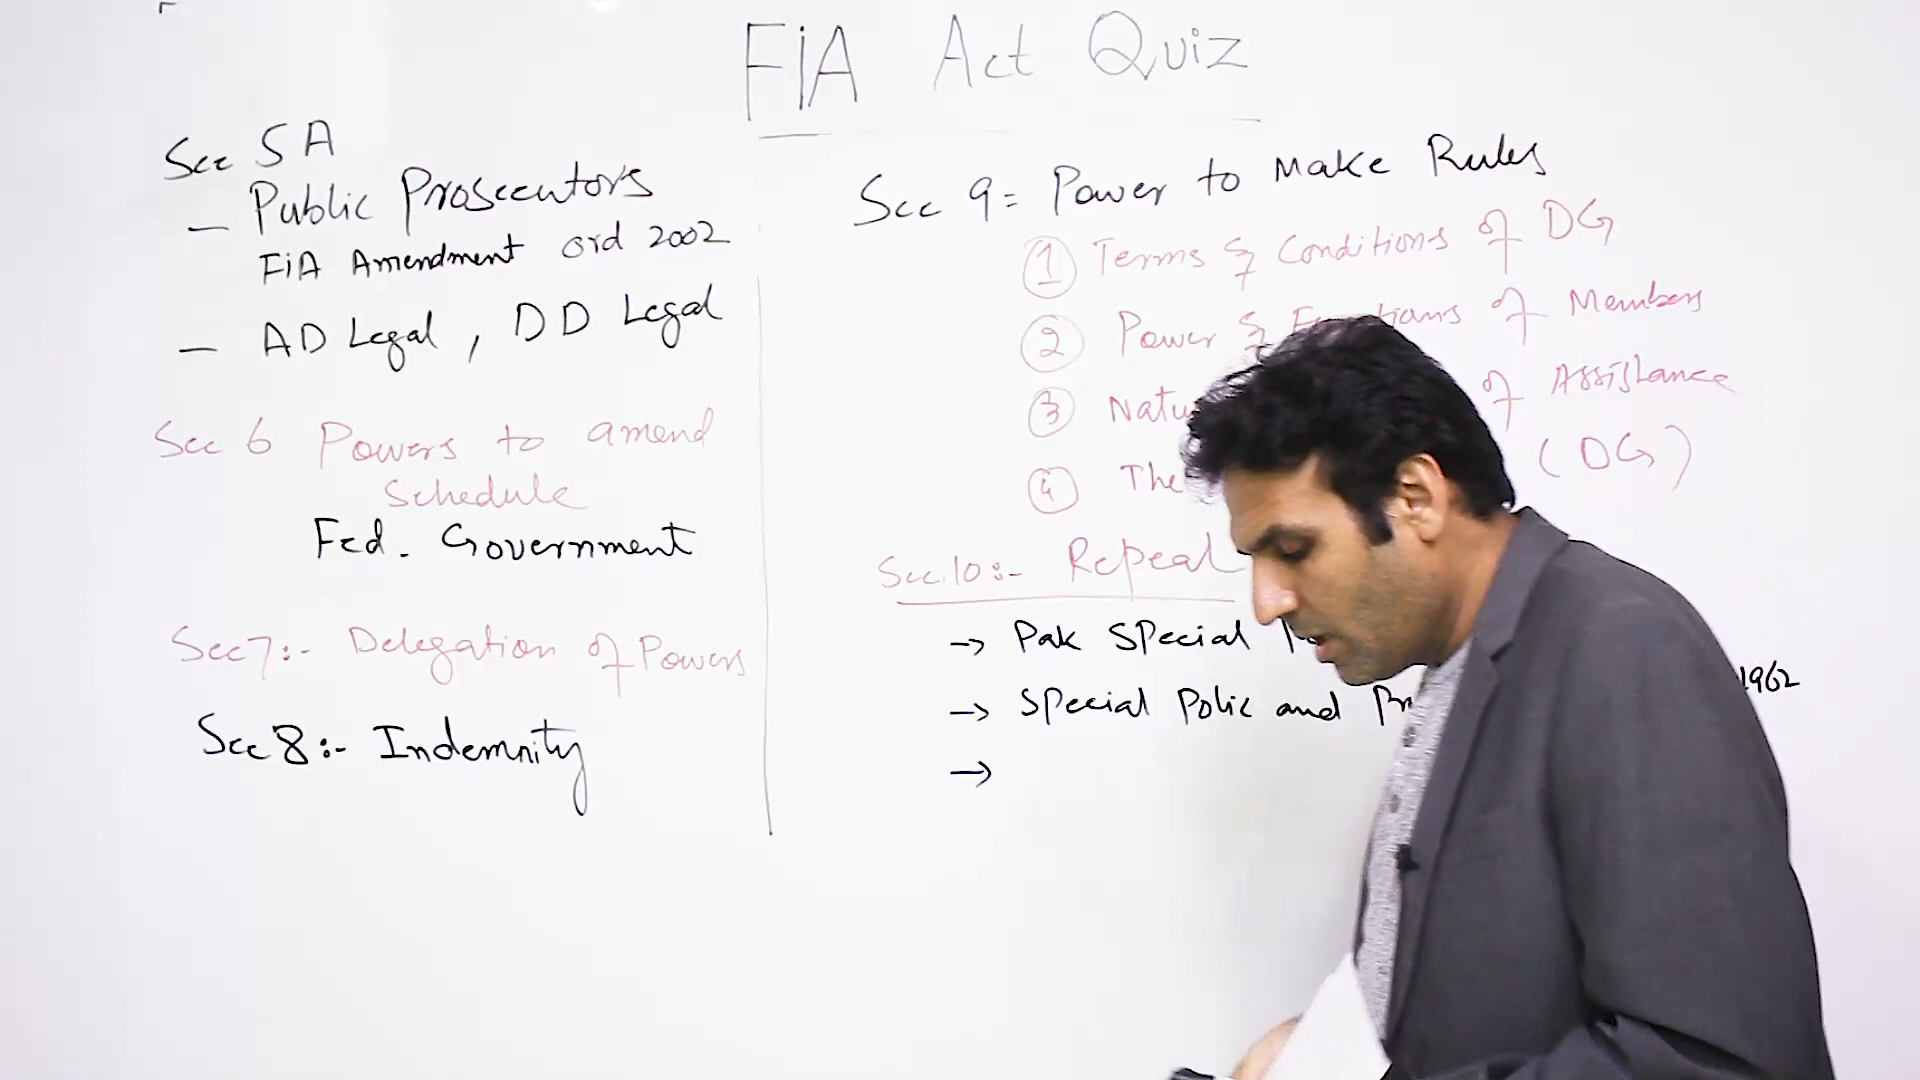 FIA Act Quiz
Sec 5A
— Public Prosecutors
FiA Amendment ord 2002
— AD Legal , DD Legal
Sec 6 Powers to amend
Schedule
Fed. Government
Sec 7:- Delegation of Powers
Sec 8:- Indemnity
Sec 9 = Power to Make Rules
① Terms & Conditions of DG
② Power & of Members
③ of Assistance
④ The (DG)
Sec.10:- Repeal
→ Pak Special
→ Special Polic and 1962
→